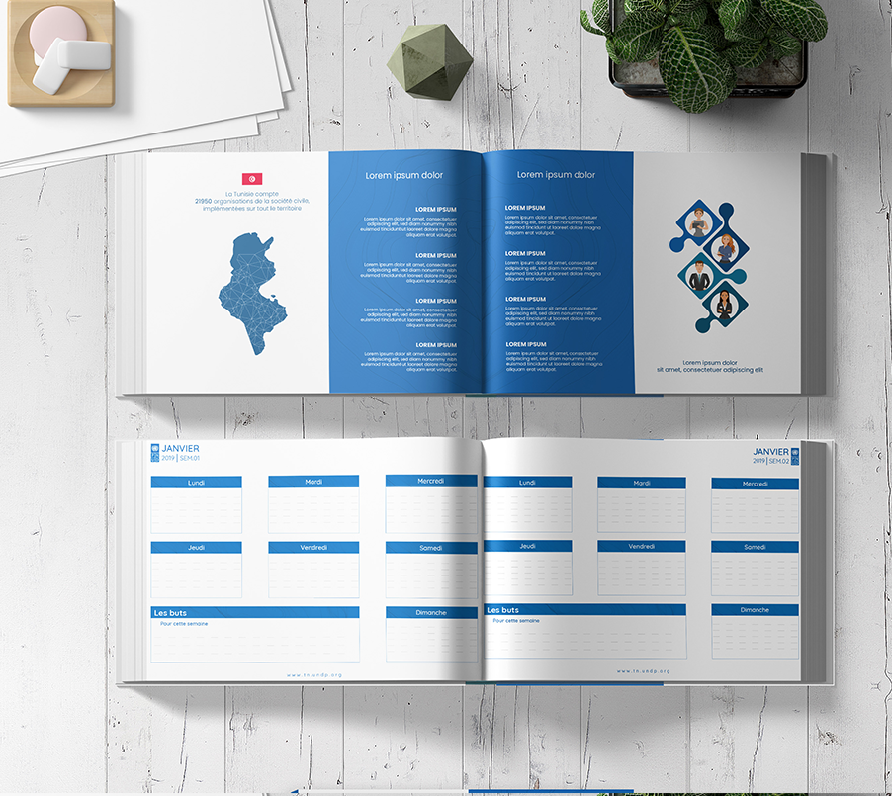 La Tunisie compte
21950 organisations de la société civile,
implémentées sur tout le territoire
Lorem ipsum dolor
LOREM IPSUM
Lorem ipsum dolor sit amet, consectetuer
adipiscing elit, sed diam nonummy nibh
euismod tincidunt ut laoreet dolore magna
aliquam erat volutpat.
LOREM IPSUM
Lorem ipsum dolor sit amet, consectetuer
adipiscing elit, sed diam nonummy nibh
euismod tincidunt ut laoreet dolore magna
aliquam erat volutpat.
LOREM IPSUM
Lorem ipsum dolor sit amet, consectetuer
adipiscing elit, sed diam nonummy nibh
euismod tincidunt ut laoreet dolore magna
aliquam erat volutpat.
LOREM IPSUM
Lorem ipsum dolor sit amet, consectetuer
adipiscing elit, sed diam nonummy nibh
euismod tincidunt ut laoreet dolore magna
aliquam erat volutpat.
Lorem ipsum dolor
LOREM IPSUM
Lorem ipsum dolor sit amet, consectetuer
adipiscing elit, sed diam nonummy nibh
euismod tincidunt ut laoreet dolore magna
aliquam erat volutpat.
LOREM IPSUM
Lorem ipsum dolor sit amet, consectetuer
adipiscing elit, sed diam nonummy nibh
euismod tincidunt ut laoreet dolore magna
aliquam erat volutpat.
LOREM IPSUM
Lorem ipsum dolor sit amet, consectetuer
adipiscing elit, sed diam nonummy nibh
euismod tincidunt ut laoreet dolore magna
aliquam erat volutpat.
LOREM IPSUM
Lorem ipsum dolor sit amet, consectetuer
adipiscing elit, sed diam nonummy nibh
euismod tincidunt ut laoreet dolore magna
aliquam erat volutpat.
Lorem ipsum dolor
sit amet, consectetuer adipiscing elit
JANVIER
2019 | SEM.01
Lundi Mardi Mercredi
Jeudi Vendredi Samedi
Les buts Dimanche
Pour cette semaine
www.tn.undp.org
JANVIER
2019 | SEM.02
Lundi Mardi Mercredi
Jeudi Vendredi Samedi
Les buts Dimanche
Pour cette semaine
www.tn.undp.org